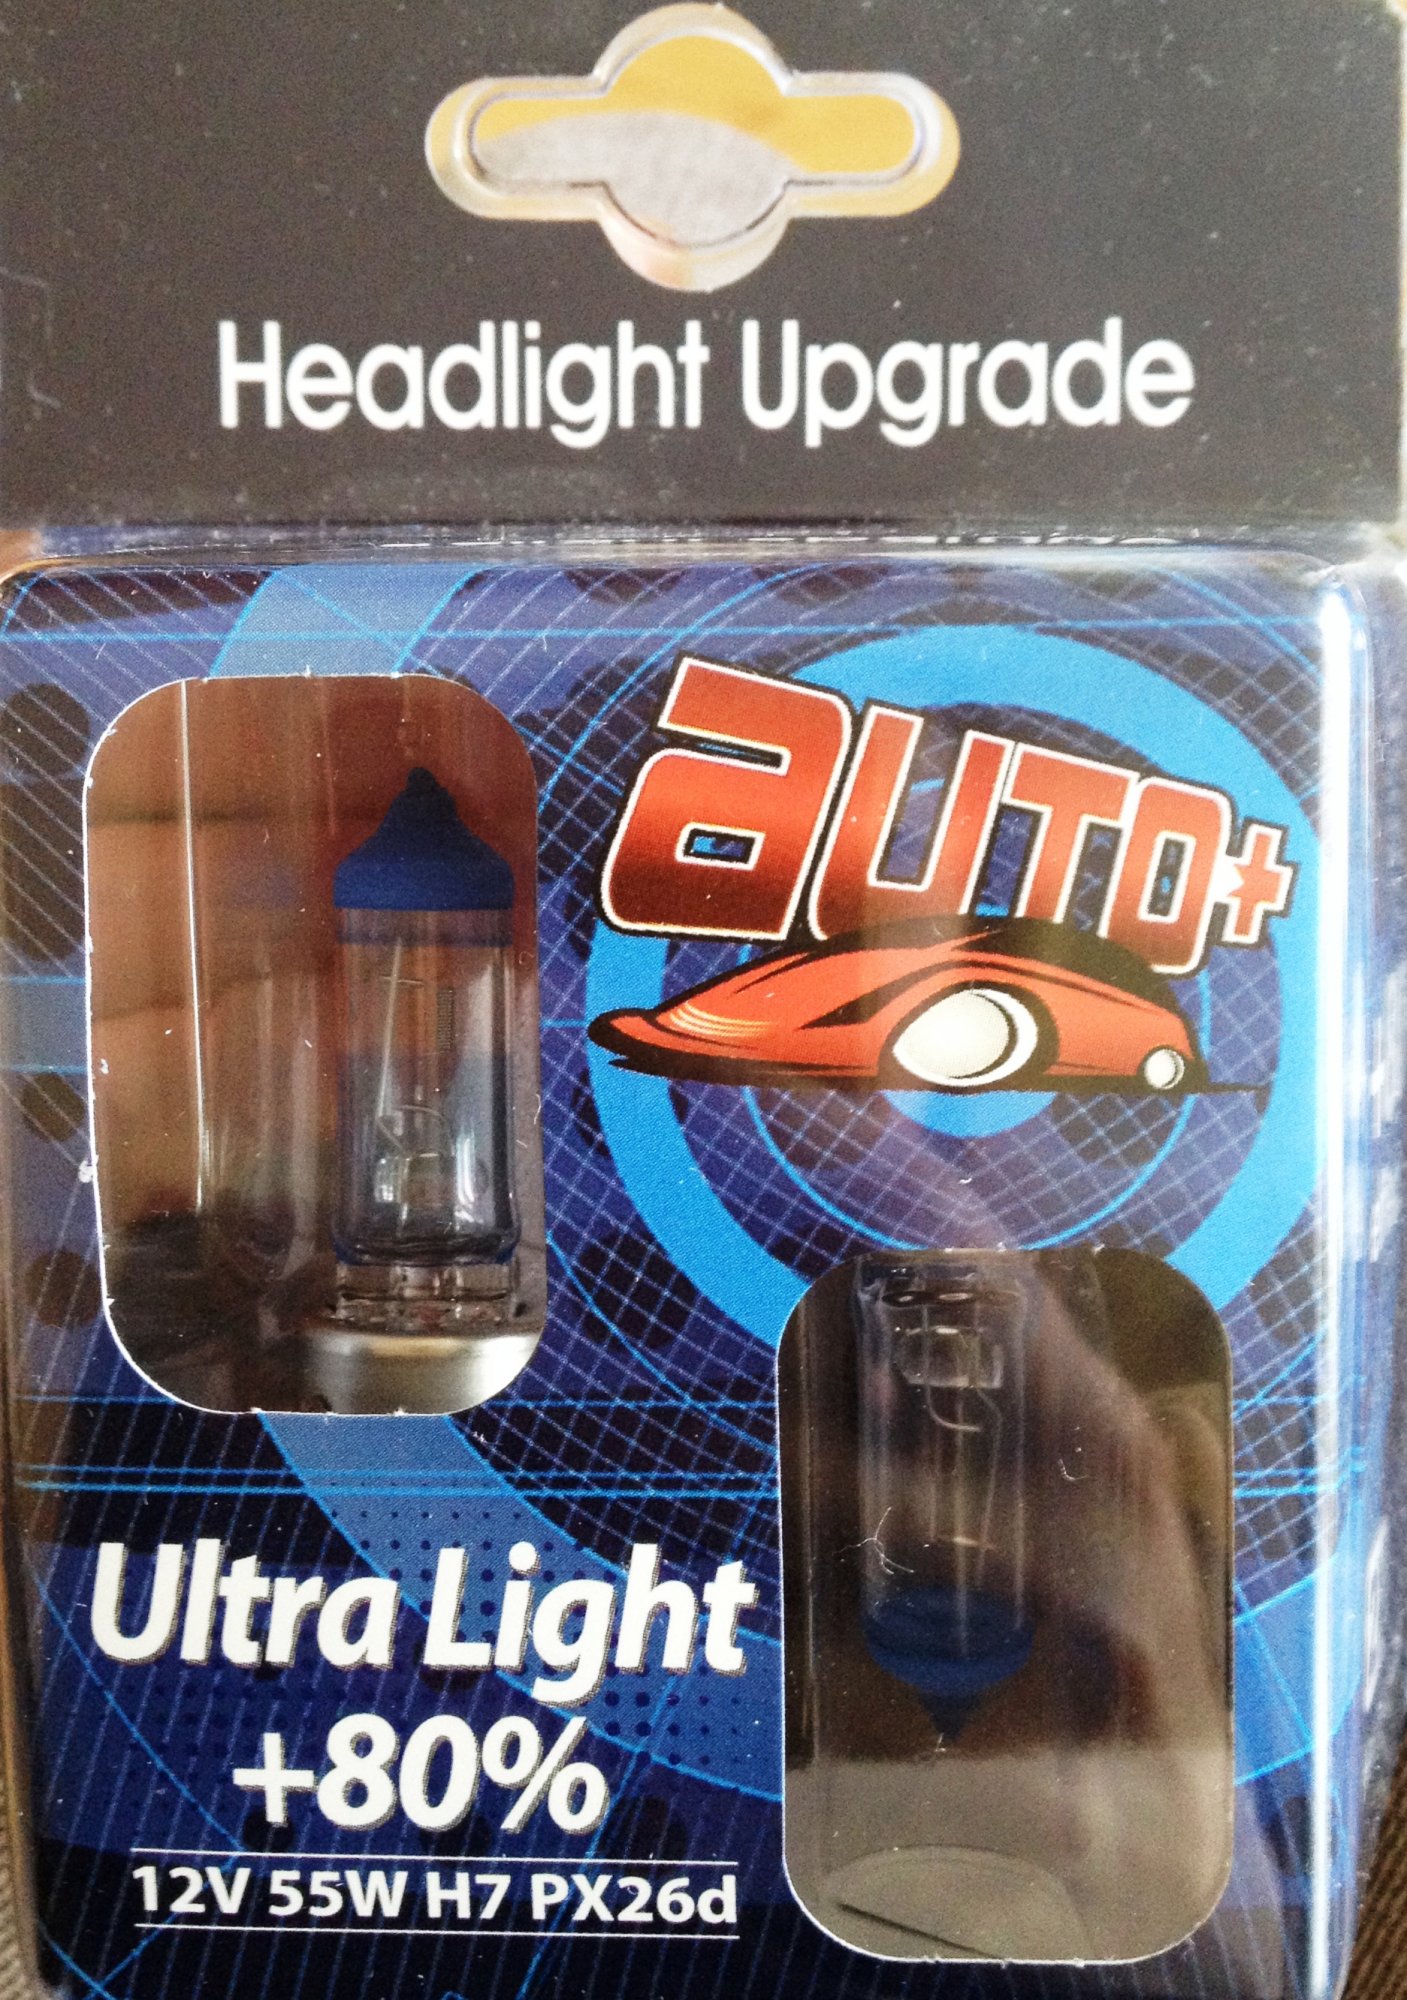 Headlight Upgrade
AUTO+
Ultra Light
+80%
12V 55W H7 PX26d